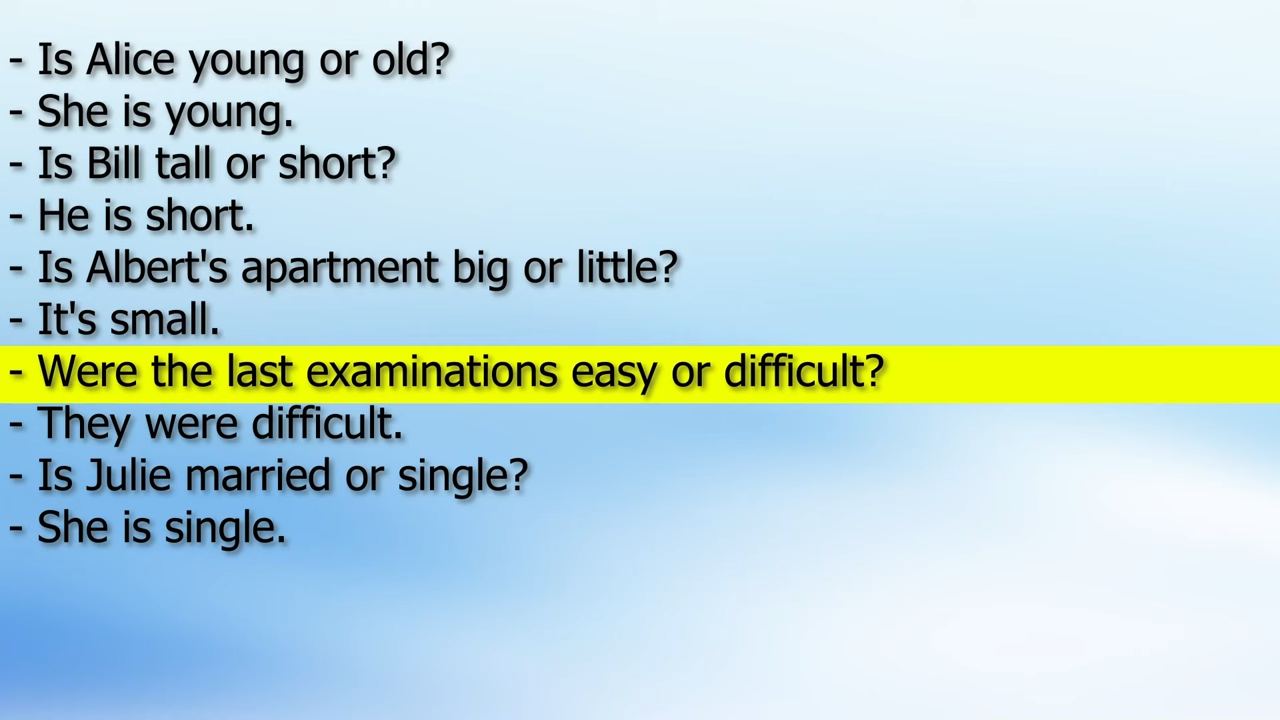 - Is Alice young or old?
- She is young.
- Is Bill tall or short?
- He is short.
- Is Albert's apartment big or little?
- It's small.
- Were the last examinations easy or difficult?
- They were difficult.
- Is Julie married or single?
- She is single.